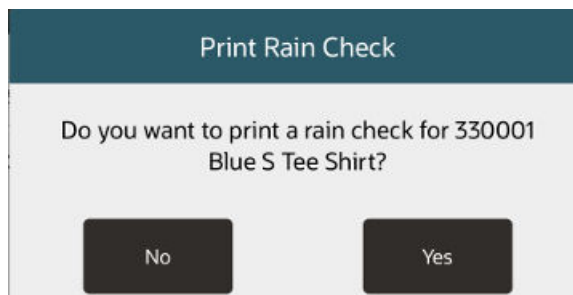 Print Rain Check
Do you want to print a rain check for 330001
Blue S Tee Shirt?
No
Yes